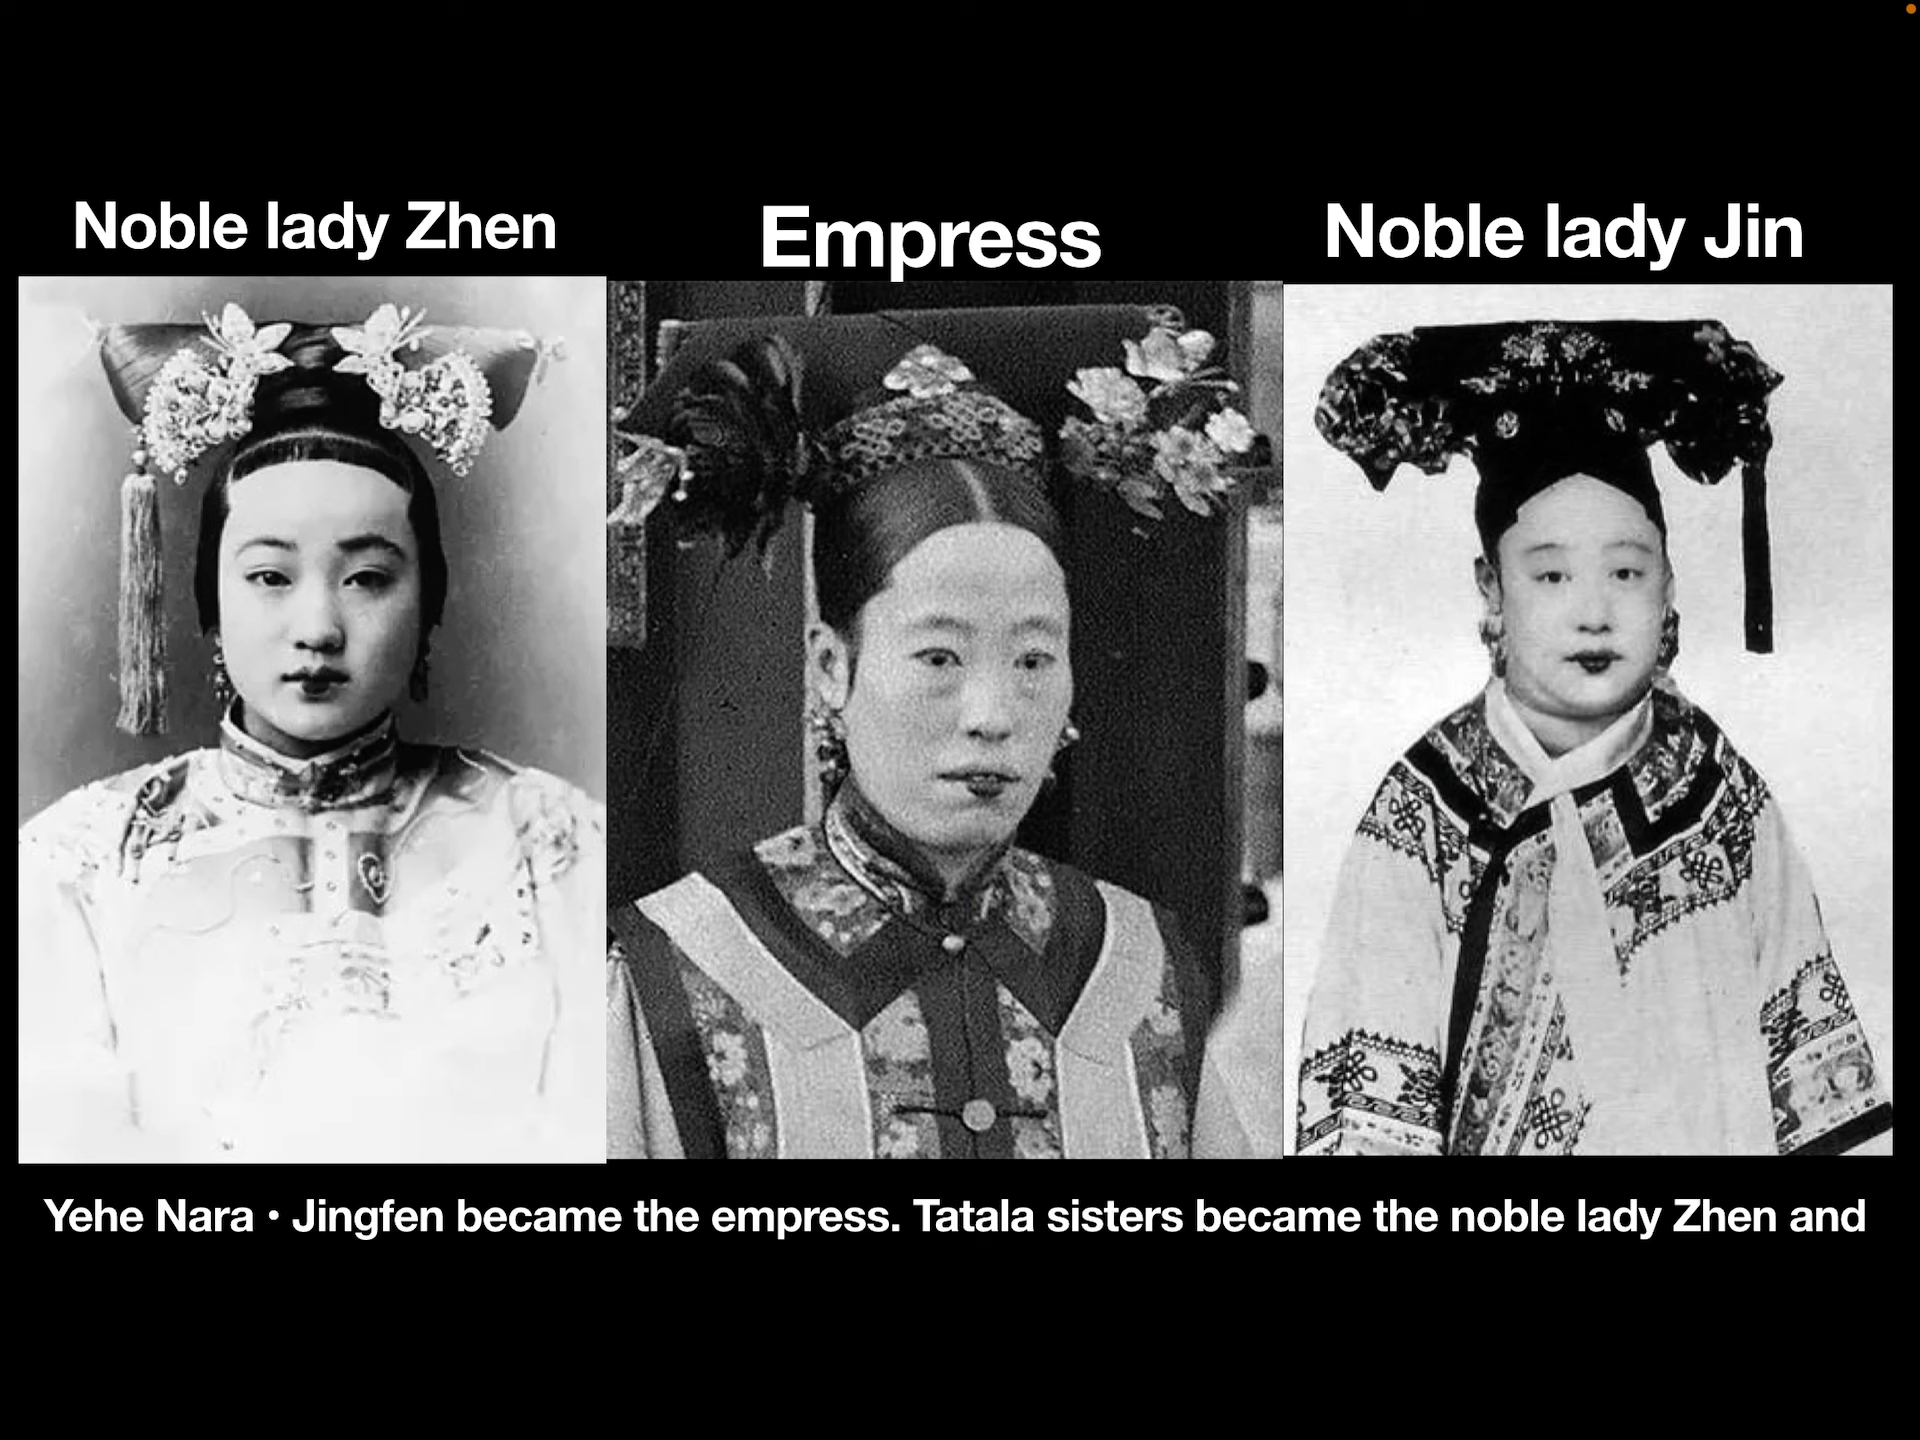 Noble lady Zhen
Empress
Noble lady Jin
Yehe Nara • Jingfen became the empress. Tatala sisters became the noble lady Zhen and